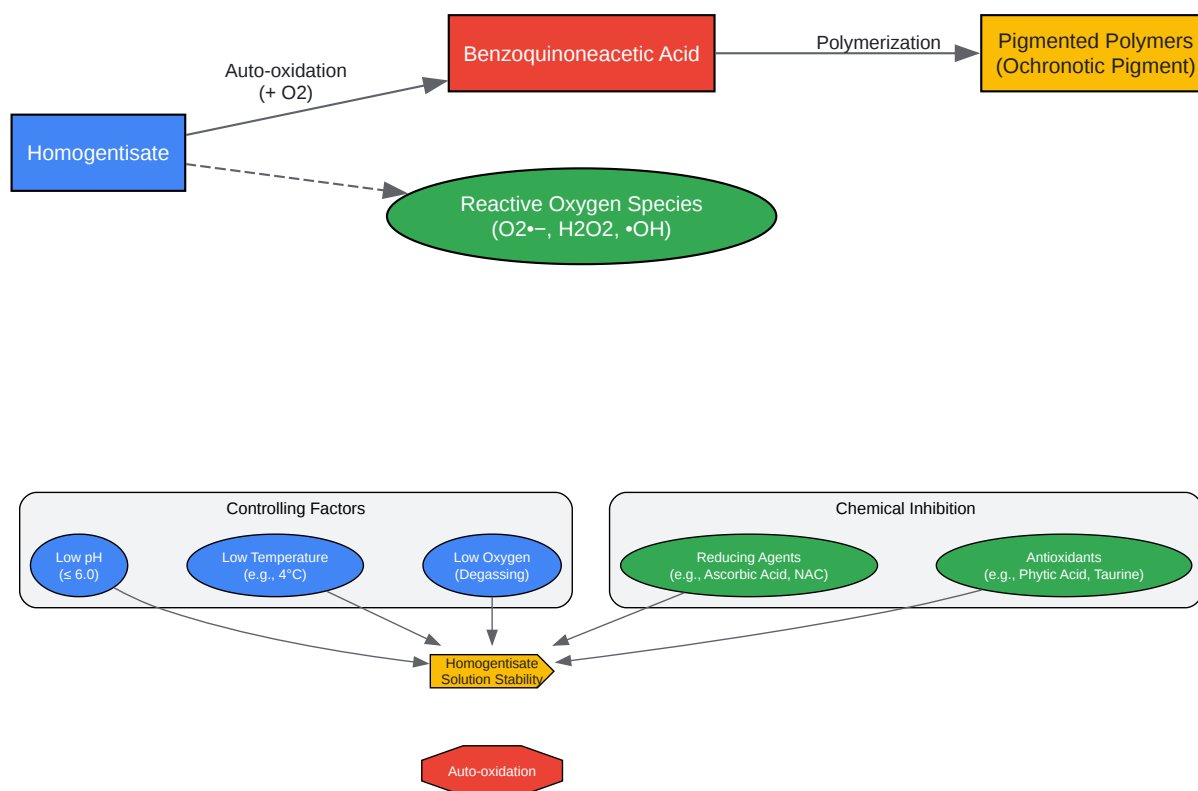 Benzoquinoneacetic Acid
Polymerization
Pigmented Polymers
(Ochronotic Pigment)
Auto-oxidation
(+ O2)
Homogentisate
Reactive Oxygen Species
(O2•−, H2O2, •OH)
Controlling Factors
Low pH
(≤ 6.0)
Low Temperature
(e.g., 4°C)
Low Oxygen
(Degassing)
Chemical Inhibition
Reducing Agents
(e.g., Ascorbic Acid, NAC)
Antioxidants
(e.g., Phytic Acid, Taurine)
Homogentisate
Solution Stability
Auto-oxidation